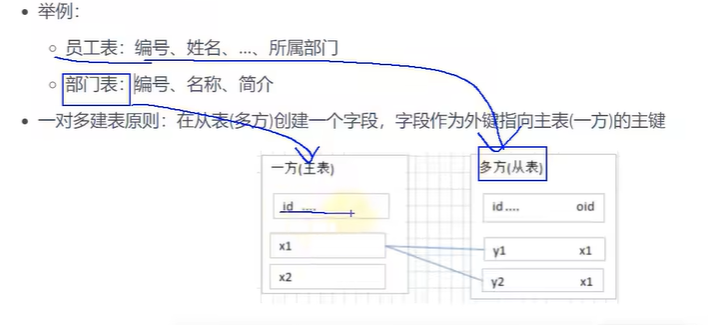 举例：
员工表：编号、姓名、...、所属部门
部门表：编号、名称、简介
一对多建表原则：在从表(多方)创建一个字段，字段作为外键指向主表(一方)的主键
一方(主表)
id ....
x1
x2
多方(从表)
id.... oid
y1 x1
y2 x1